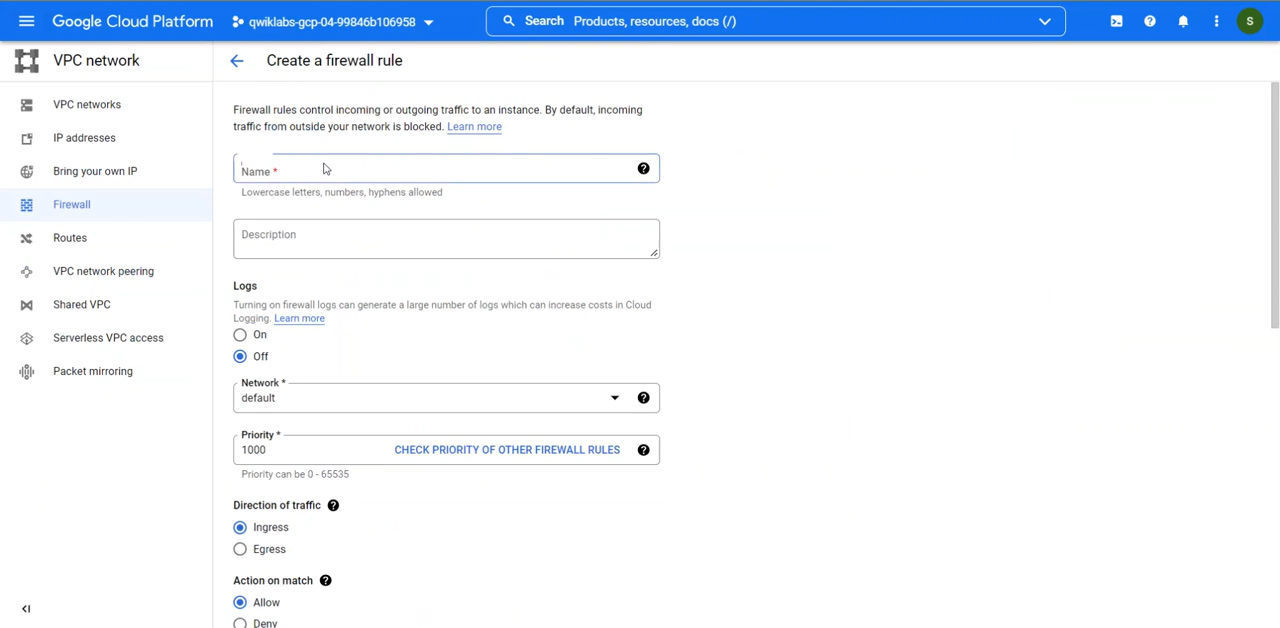 Google Cloud Platform
qwiklabs-gcp-04-99846b106958
Search Products, resources, docs (/)
S
VPC network
Create a firewall rule
VPC networks
IP addresses
Bring your own IP
Firewall
Routes
VPC network peering
Shared VPC
Serverless VPC access
Packet mirroring
Firewall rules control incoming or outgoing traffic to an instance. By default, incoming
traffic from outside your network is blocked. Learn more
Name *
Lowercase letters, numbers, hyphens allowed
Description
Logs
Turning on firewall logs can generate a large number of logs which can increase costs in Cloud
Logging. Learn more
On
Off
Network *
default
Priority *
1000 CHECK PRIORITY OF OTHER FIREWALL RULES
Priority can be 0 - 65535
Direction of traffic
Ingress
Egress
Action on match
Allow
Deny